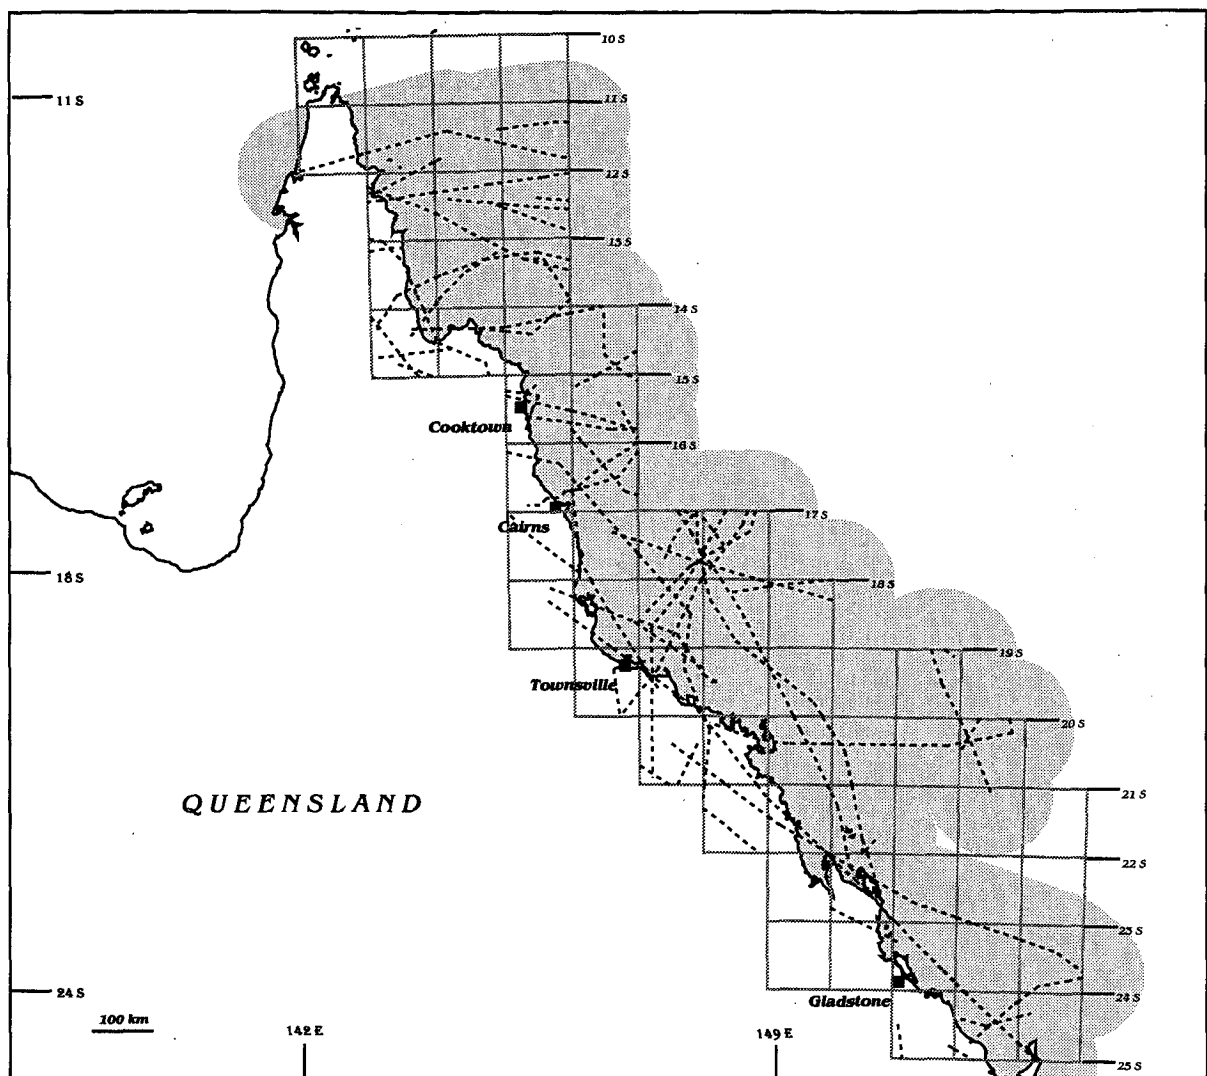 10 S
11 S
11 S
12 S
13 S
14 S
15 S
Cooktown
16 S
Cairns
17 S
18 S
18 S
19 S
Townsville
20 S
QUEENSLAND
21 S
22 S
23 S
24 S
24 S
Gladstone
100 km
142 E
149 E
25 S